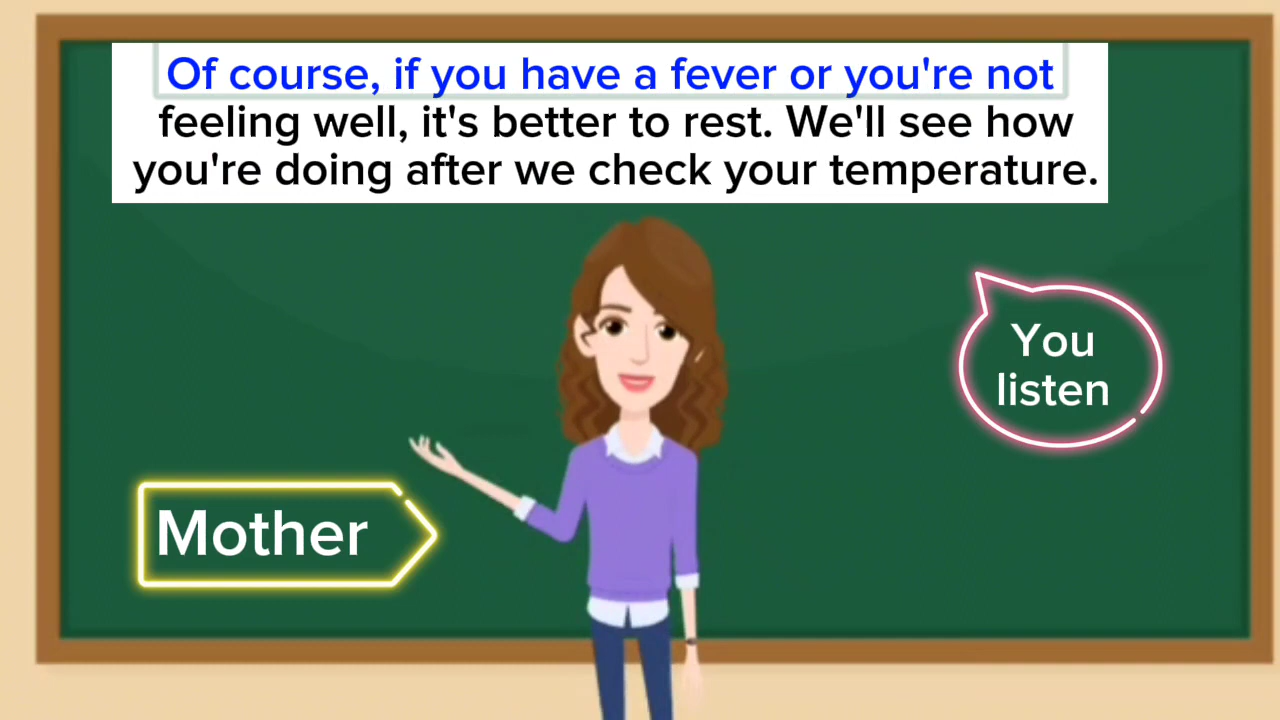 Of course, if you have a fever or you're not
feeling well, it's better to rest. We'll see how
you're doing after we check your temperature.
You
listen
Mother